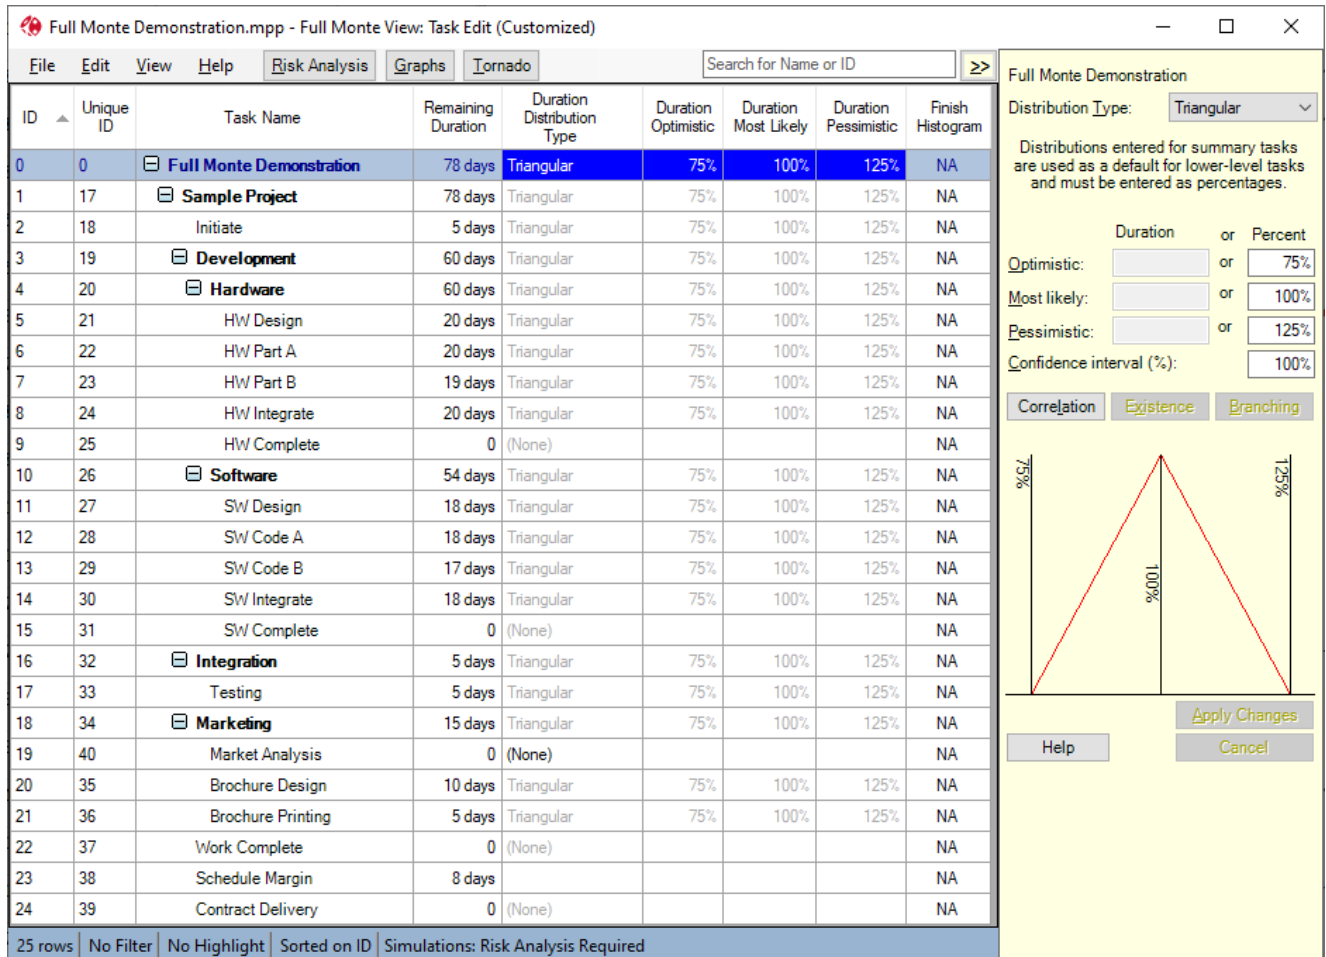 Full Monte Demonstration.mpp - Full Monte View: Task Edit (Customized)
File Edit View Help Risk Analysis Graphs Tornado Search for Name or ID >>
ID Unique ID Task Name Remaining Duration Duration Distribution Type Duration Optimistic Duration Most Likely Duration Pessimistic Finish Histogram
0 0 Full Monte Demonstration 78 days Triangular 75% 100% 125% NA
1 17 Sample Project 78 days Triangular 75% 100% 125% NA
2 18 Initiate 5 days Triangular 75% 100% 125% NA
3 19 Development 60 days Triangular 75% 100% 125% NA
4 20 Hardware 60 days Triangular 75% 100% 125% NA
5 21 HW Design 20 days Triangular 75% 100% 125% NA
6 22 HW Part A 20 days Triangular 75% 100% 125% NA
7 23 HW Part B 19 days Triangular 75% 100% 125% NA
8 24 HW Integrate 20 days Triangular 75% 100% 125% NA
9 25 HW Complete 0 (None) NA
10 26 Software 54 days Triangular 75% 100% 125% NA
11 27 SW Design 18 days Triangular 75% 100% 125% NA
12 28 SW Code A 18 days Triangular 75% 100% 125% NA
13 29 SW Code B 17 days Triangular 75% 100% 125% NA
14 30 SW Integrate 18 days Triangular 75% 100% 125% NA
15 31 SW Complete 0 (None) NA
16 32 Integration 5 days Triangular 75% 100% 125% NA
17 33 Testing 5 days Triangular 75% 100% 125% NA
18 34 Marketing 15 days Triangular 75% 100% 125% NA
19 40 Market Analysis 0 (None) NA
20 35 Brochure Design 10 days Triangular 75% 100% 125% NA
21 36 Brochure Printing 5 days Triangular 75% 100% 125% NA
22 37 Work Complete 0 (None) NA
23 38 Schedule Margin 8 days NA
24 39 Contract Delivery 0 (None) NA
25 rows No Filter No Highlight Sorted on ID Simulations: Risk Analysis Required
Full Monte Demonstration
Distribution Type: Triangular
Distributions entered for summary tasks
are used as a default for lower-level tasks
and must be entered as percentages.
Duration or Percent
Optimistic: or 75%
Most likely: or 100%
Pessimistic: or 125%
Confidence interval (%): 100%
Correlation Existence Branching
75% 100% 125%
Apply Changes
Help Cancel